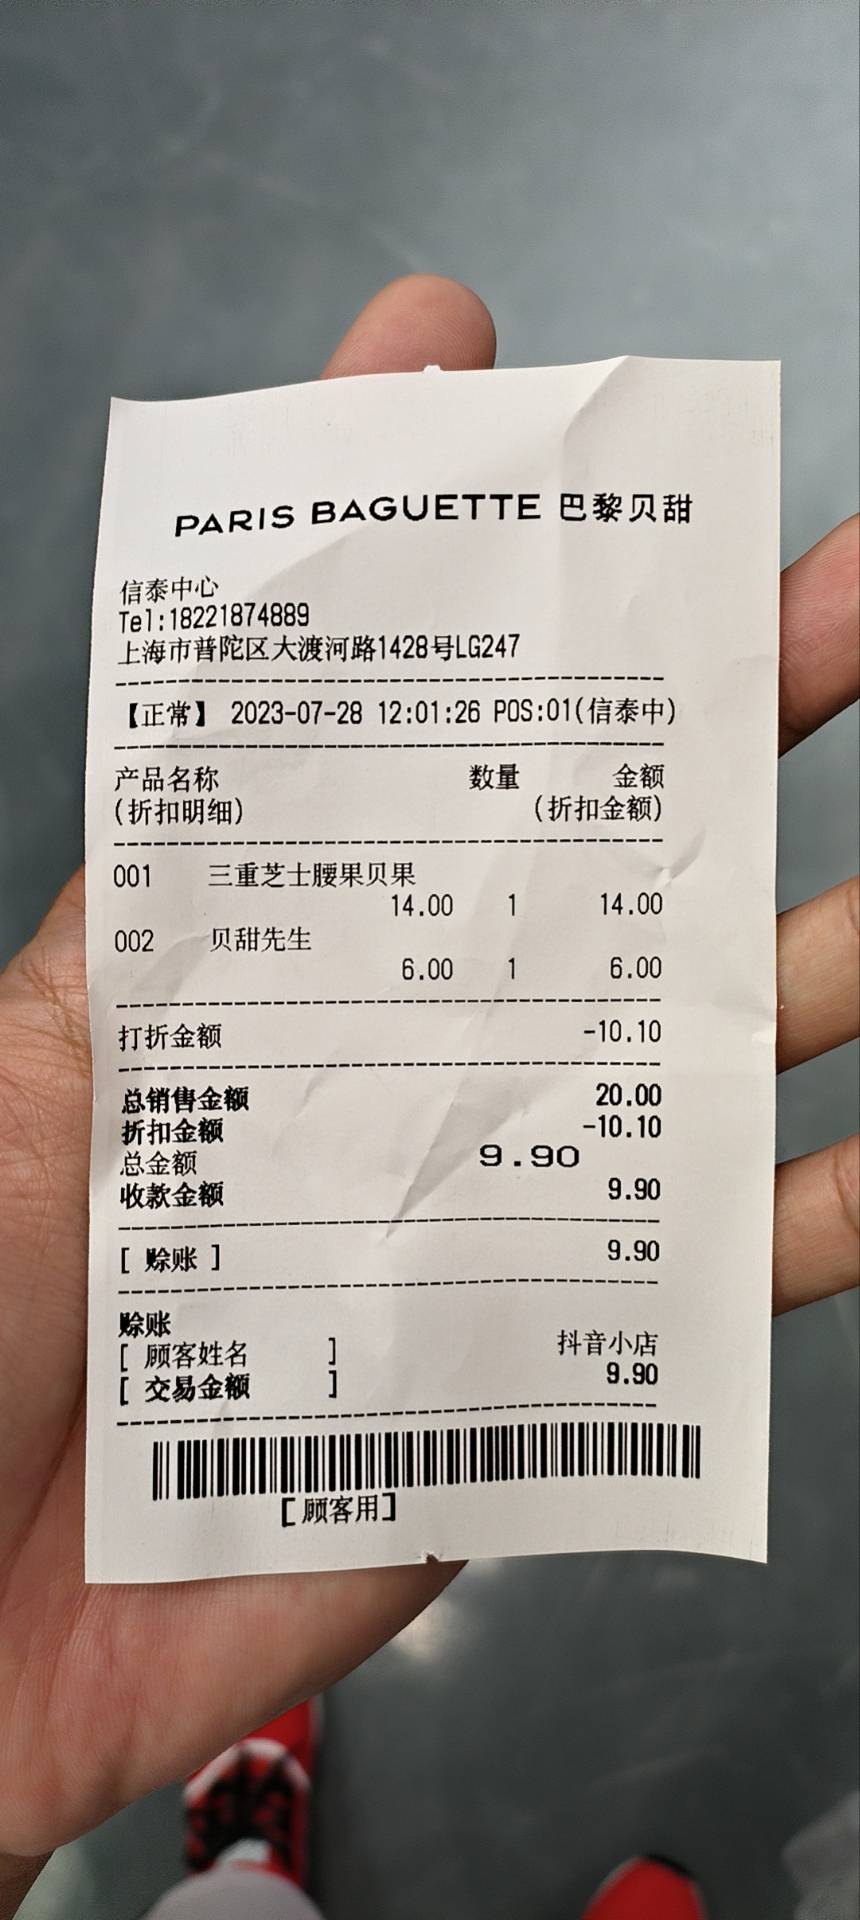 PARIS BAGUETTE 巴黎贝甜
信泰中心
Tel:18221874889
上海市普陀区大渡河路1428号LG247
【正常】 2023-07-28 12:01:26 POS:01(信泰中)
产品名称 数量 金额
(折扣明细) (折扣金额)
001 三重芝士腰果贝果
14.00 1 14.00
002 贝甜先生
6.00 1 6.00
打折金额 -10.10
总销售金额 20.00
折扣金额 -10.10
总金额 9.90
收款金额 9.90
[ 赊账 ] 9.90
赊账
[ 顾客姓名 ] 抖音小店
[ 交易金额 ] 9.90
[顾客用]